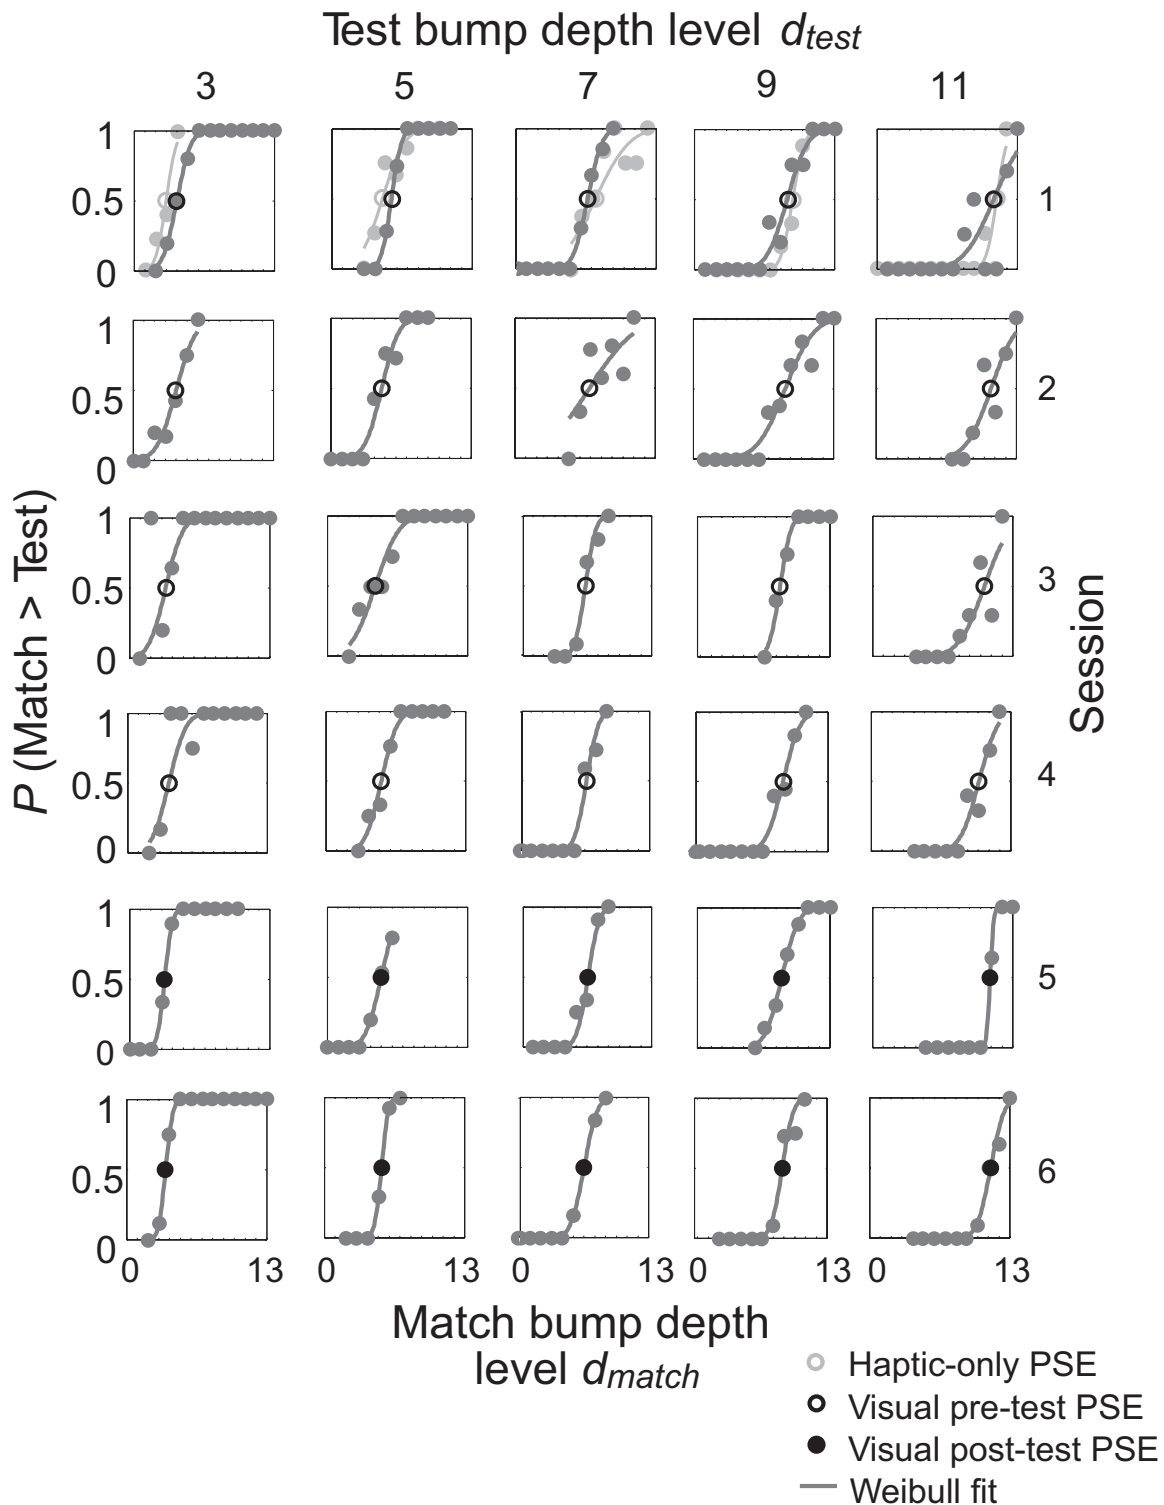 Test bump depth level d_test
3 5 7 9 11
1
0.5
0
1
1
0.5
0
2
1
0.5
0
3
1
0.5
0
4
1
0.5
0
5
1
0.5
0
6
P (Match > Test)
Session
0 13 0 13 0 13 0 13 0 13
Match bump depth
level d_match
Haptic-only PSE
Visual pre-test PSE
Visual post-test PSE
Weibull fit